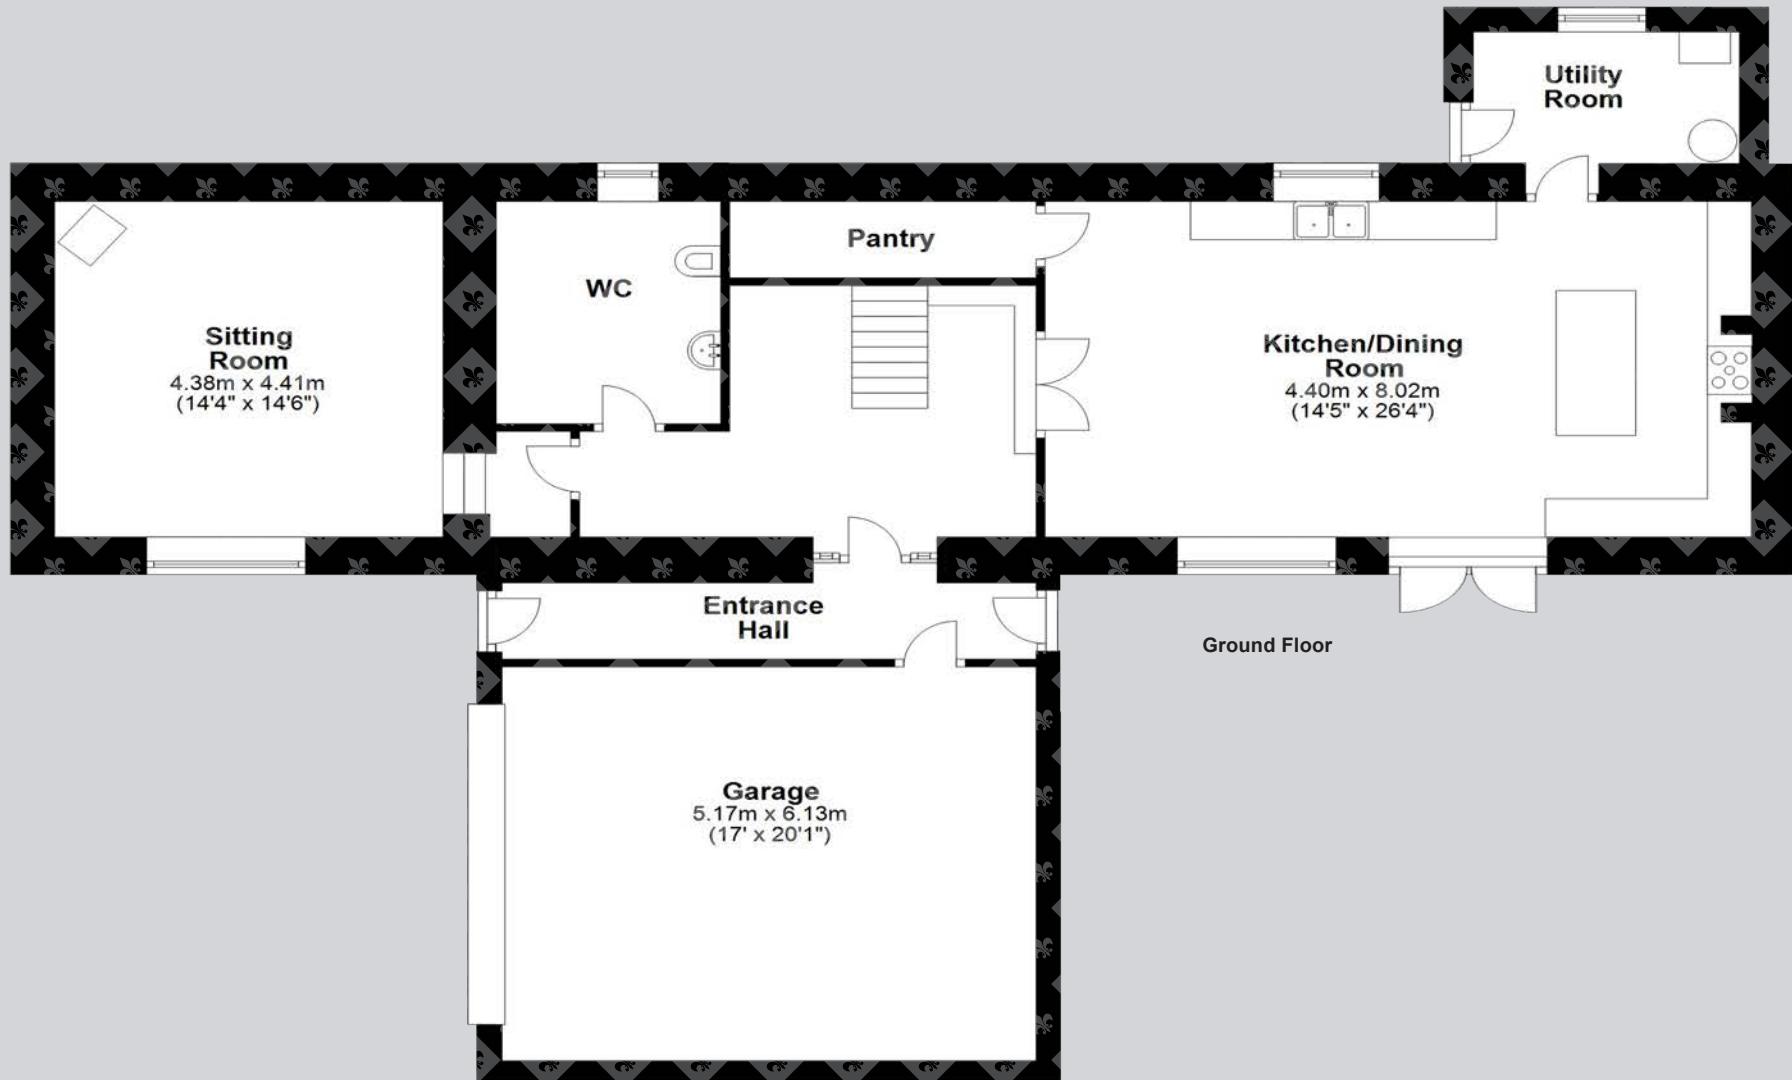 Utility
Room
Pantry
WC
Sitting
Room
4.38m x 4.41m
(14'4" x 14'6")
Kitchen/Dining
Room
4.40m x 8.02m
(14'5" x 26'4")
Entrance
Hall
Ground Floor
Garage
5.17m x 6.13m
(17' x 20'1")